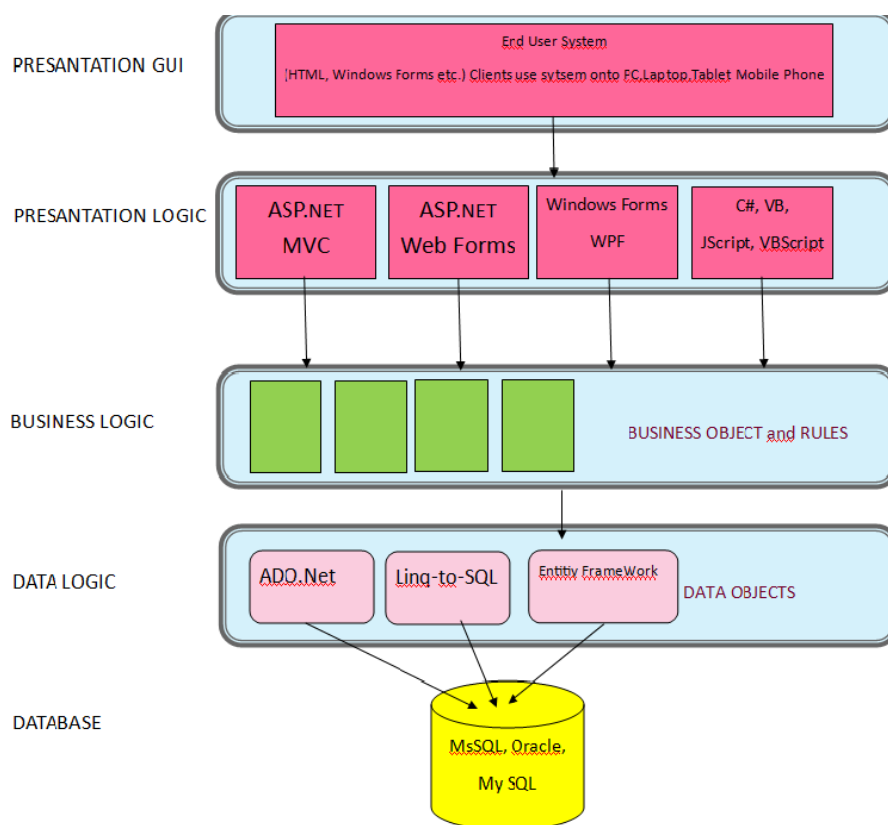 PRESANTATION GUI
End User System
(HTML, Windows Forms etc.) Clients use sytsem onto PC,Laptop,Tablet Mobile Phone
PRESANTATION LOGIC
ASP.NET
MVC
ASP.NET
Web Forms
Windows Forms
WPF
C#, VB,
JScript, VBScript
BUSINESS LOGIC
BUSINESS OBJECT and RULES
DATA LOGIC
ADO.Net
Linq-to-SQL
Entitiy FrameWork
DATA OBJECTS
DATABASE
MsSQL, Oracle,
My SQL